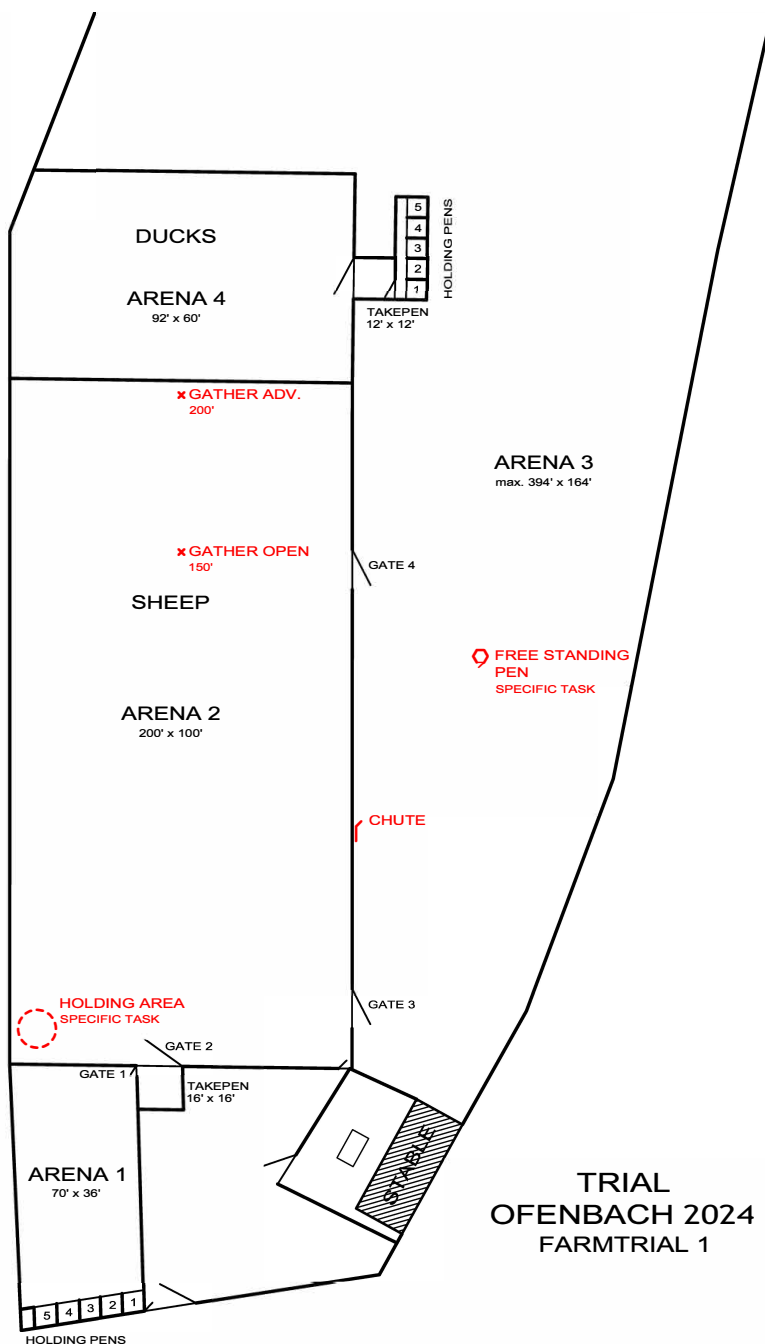 DUCKS
ARENA 4
92' x 60'
5
4
3
2
1
HOLDING PENS
TAKEPEN
12' x 12'
GATHER ADV.
200'
ARENA 3
max. 394' x 164'
GATHER OPEN
150'
GATE 4
SHEEP
FREE STANDING
PEN
SPECIFIC TASK
ARENA 2
200' x 100'
CHUTE
HOLDING AREA
SPECIFIC TASK
GATE 3
GATE 2
GATE 1
TAKEPEN
16' x 16'
STABLE
ARENA 1
70' x 36'
TRIAL
OFENBACH 2024
FARMTRIAL 1
5 4 3 2 1
HOLDING PENS